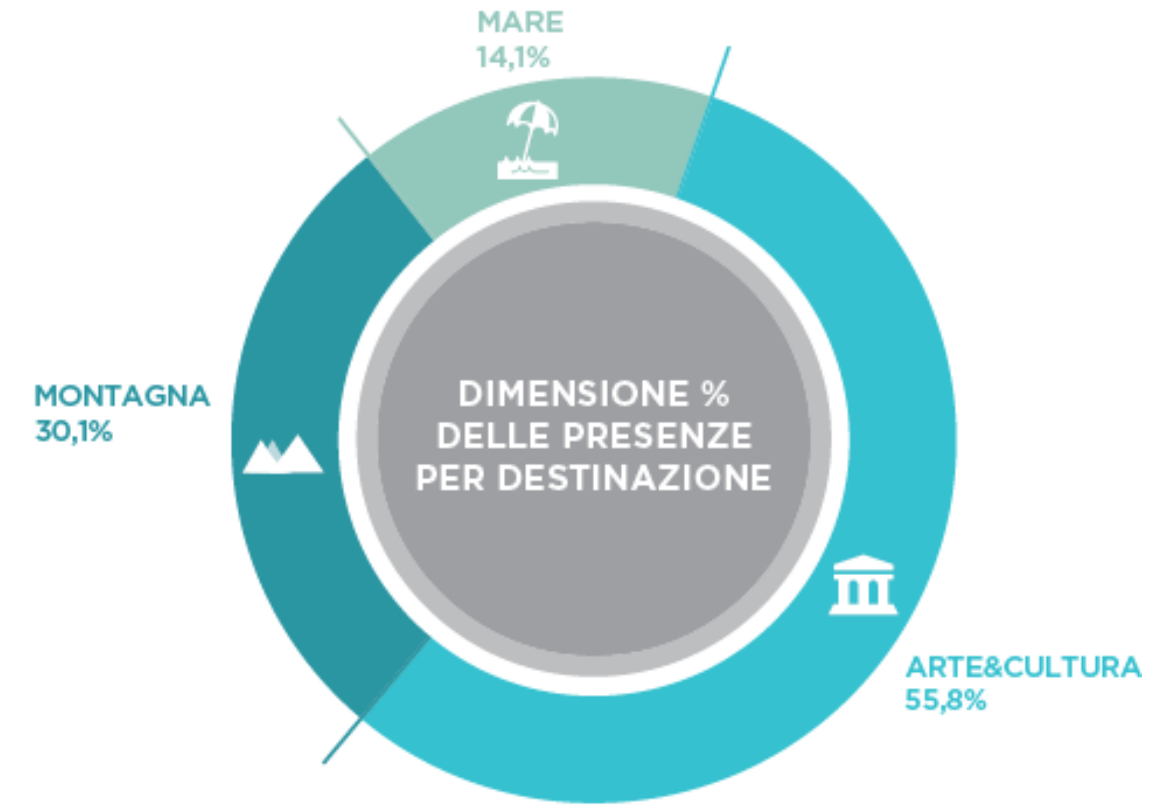 MARE
14,1%
MONTAGNA
30,1%
DIMENSIONE %
DELLE PRESENZE
PER DESTINAZIONE
ARTE&CULTURA
55,8%